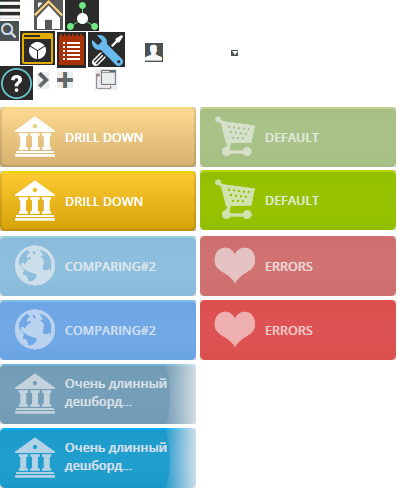 DRILL DOWN
DEFAULT
DRILL DOWN
DEFAULT
COMPARING#2
ERRORS
COMPARING#2
ERRORS
Очень длинный
дешборд...
Очень длинный
дешборд...